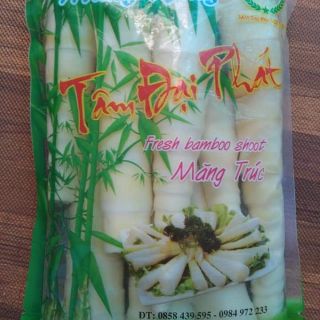 Tâm Đại Phát
Fresh bamboo shoot
Măng Trúc
ĐT: 0858 439 595 - 0984 972 233